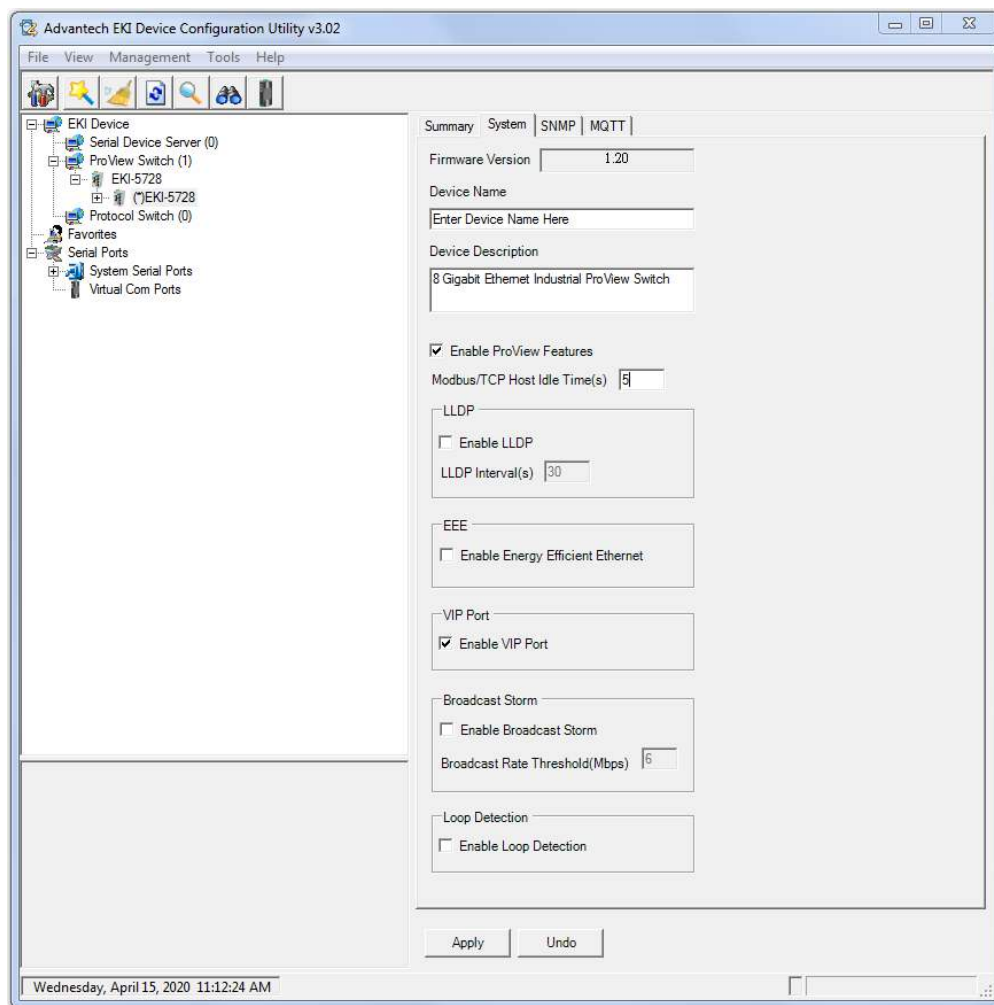 Advantech EKI Device Configuration Utility v3.02
File View Management Tools Help
EKI Device
Serial Device Server (0)
ProView Switch (1)
EKI-5728
(*)EKI-5728
Protocol Switch (0)
Favorites
Serial Ports
System Serial Ports
Virtual Com Ports
Summary System SNMP MQTT
Firmware Version 1.20
Device Name
Enter Device Name Here
Device Description
8 Gigabit Ethernet Industrial ProView Switch
Enable ProView Features
Modbus/TCP Host Idle Time(s) 5
LLDP
Enable LLDP
LLDP Interval(s) 30
EEE
Enable Energy Efficient Ethernet
VIP Port
Enable VIP Port
Broadcast Storm
Enable Broadcast Storm
Broadcast Rate Threshold(Mbps) 6
Loop Detection
Enable Loop Detection
Apply Undo
Wednesday, April 15, 2020 11:12:24 AM